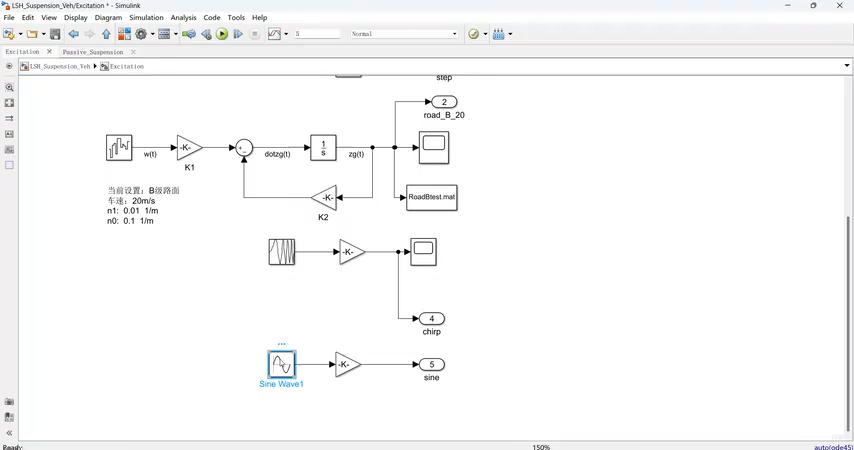 LSH_Suspension_Veh/Excitation * - Simulink
File Edit View Display Diagram Simulation Analysis Code Tools Help
5 Normal
Excitation Passive_Suspension
LSH_Suspension_Veh Excitation
step
2
road_B_20
-K-
w(t)
K1
+
-
dotzg(t)
1
s
zg(t)
-K-
K2
RoadBtest.mat
当前设置：B级路面
车速：20m/s
n1: 0.01 1/m
n0: 0.1 1/m
-K-
4
chirp
...
Sine Wave1
-K-
5
sine
Ready
150%
auto(ode45)